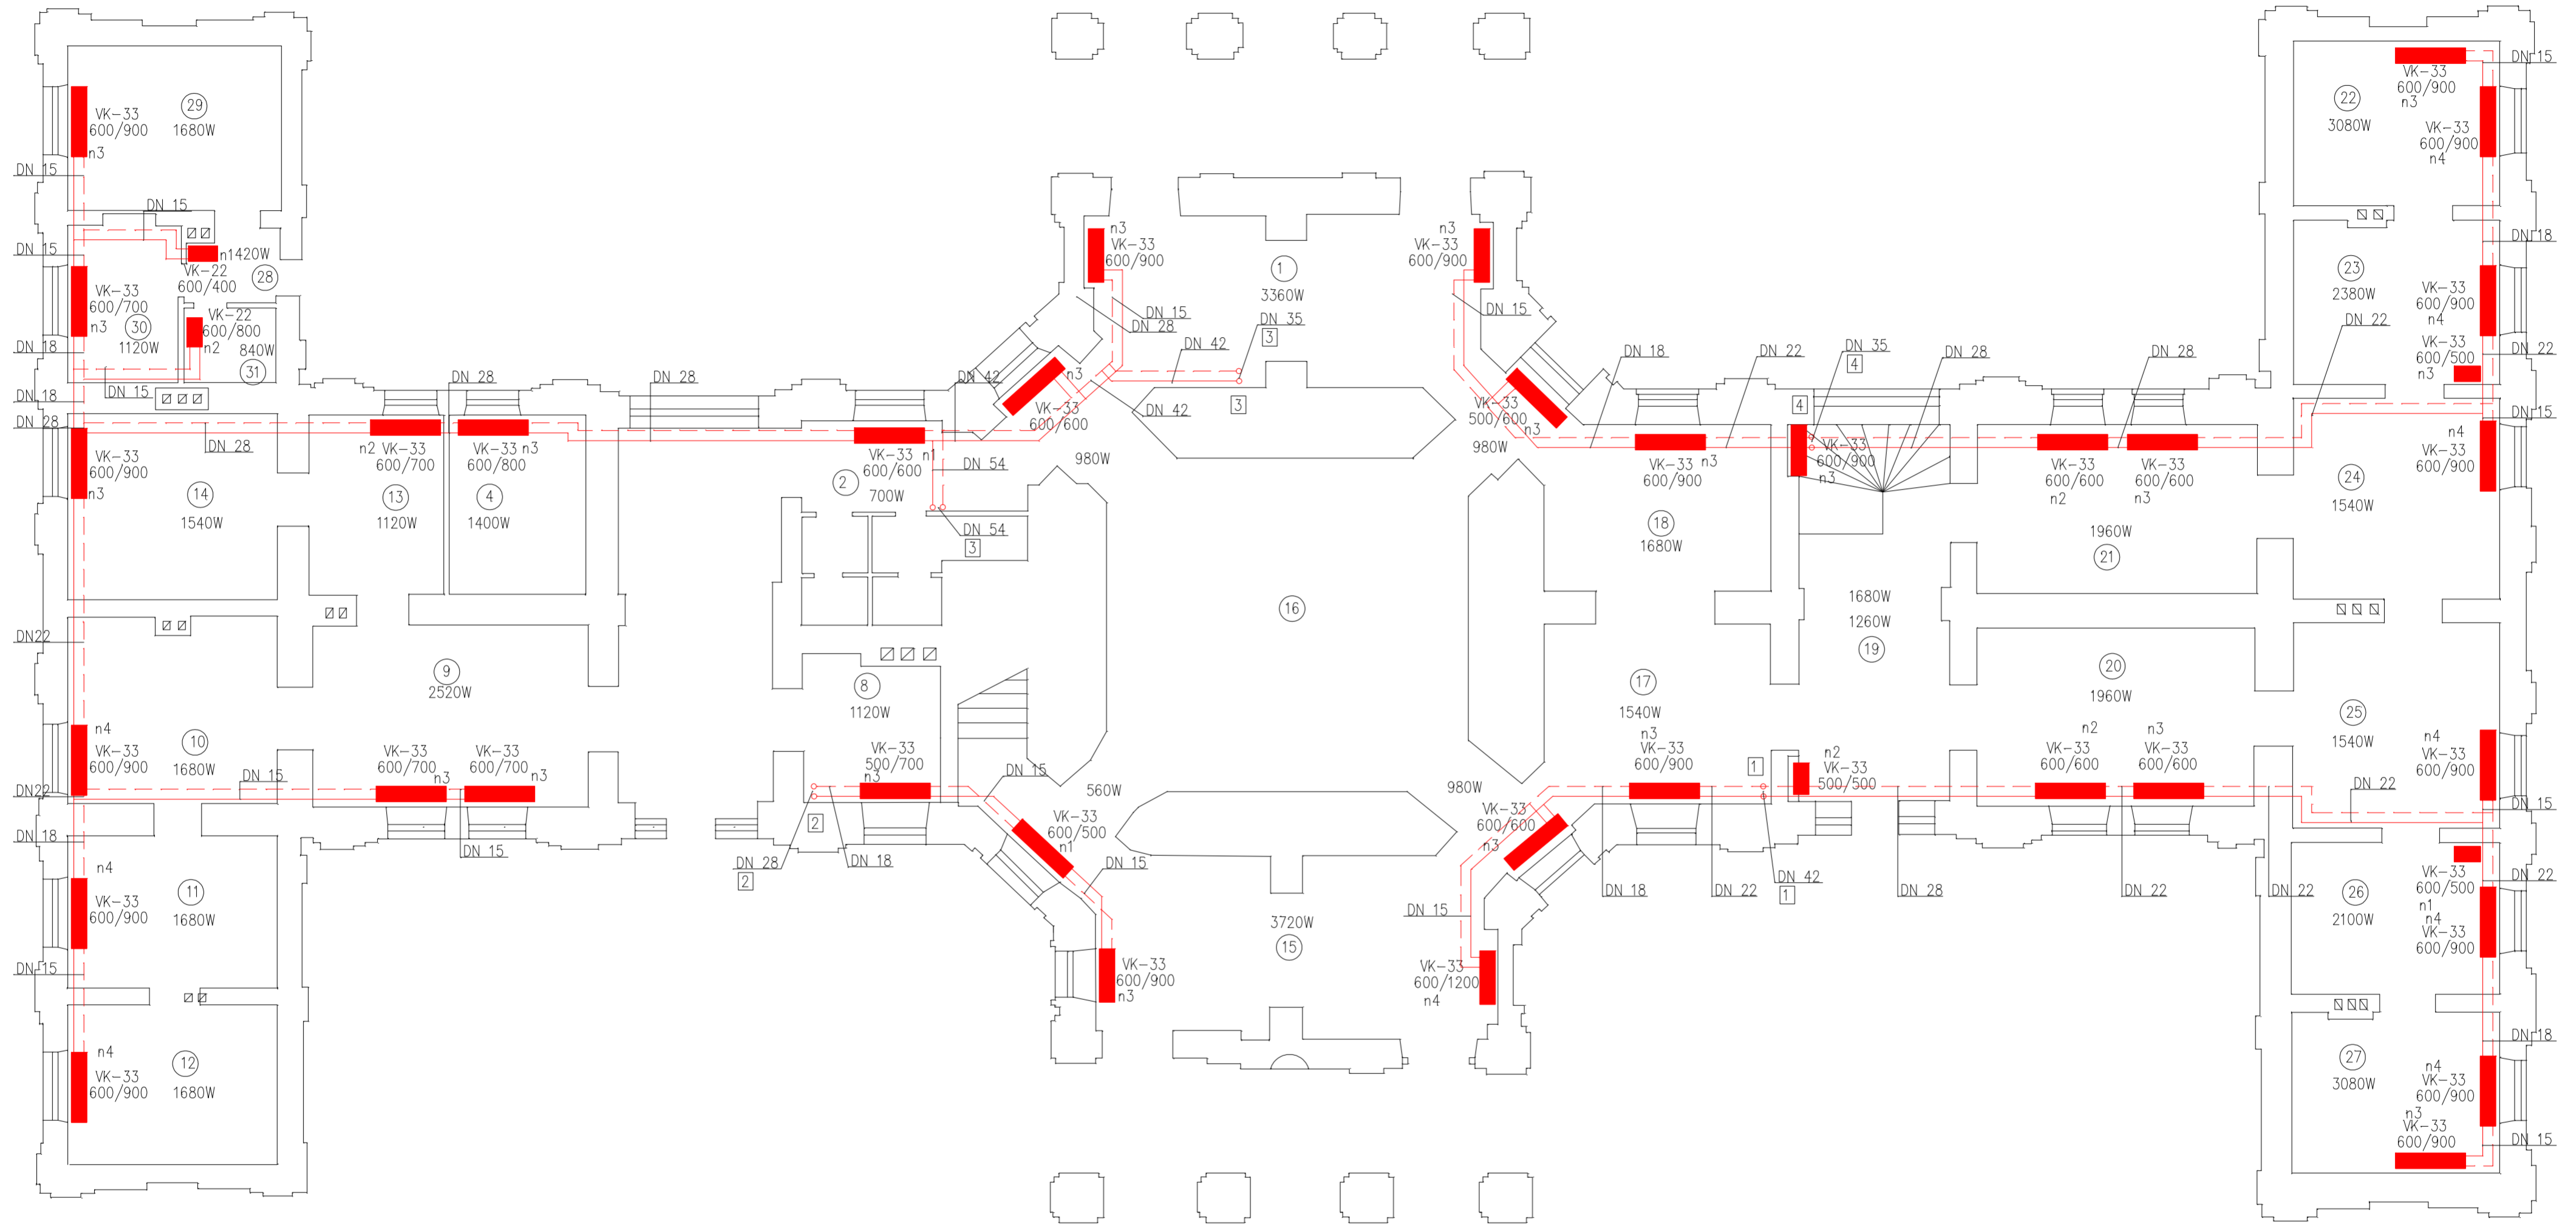 VK-33
600/900
n3
29
1680W
DN 15
DN 15
DN 15
n1420W
VK-22
600/400
28
VK-33
600/700
n3
30
1120W
VK-22
600/800
n2
840W
31
DN 18
DN 15
DN 18
DN 28
DN 28
VK-33
600/900
n3
14
1540W
n2 VK-33
600/700
13
1120W
DN 28
VK-33 n3
600/800
4
1400W
DN 28
DN 42
VK-33
600/600
n1
2
700W
DN 54
DN 54
3
980W
n3
VK-33
600/900
DN 15
DN 28
DN 42
DN 35
3
3
n3
VK-33
600/600
DN 42
1
3360W
n3
VK-33
600/900
DN 15
VK-33
500/600
n3
980W
DN 18
DN 22
DN 35
4
DN 28
DN 28
DN 22
4
VK-33
600/900
n3
VK-33
600/900
n3
18
1680W
VK-33
600/600
n2
VK-33
600/600
n3
1960W
21
VK-33
600/900
n3
DN 15
22
3080W
VK-33
600/900
n4
DN 18
23
2380W
VK-33
600/900
n4
VK-33
600/500
n3
DN 22
DN 15
n4
VK-33
600/900
24
1540W
DN22
9
2520W
8
1120W
16
17
1540W
1680W
1260W
19
20
1960W
25
1540W
n4
VK-33
600/900
10
1680W
DN22
DN 15
VK-33
600/700
n3
VK-33
600/700
n3
DN 15
VK-33
500/700
n3
2
DN 28
2
DN 18
DN 15
560W
VK-33
600/500
n1
DN 15
VK-33
600/900
n3
3720W
15
980W
VK-33
600/600
n3
DN 15
VK-33
600/1200
n4
n3
VK-33
600/900
DN 18
DN 22
1
DN 42
1
n2
VK-33
500/500
DN 28
n2
VK-33
600/600
n3
VK-33
600/600
DN 22
DN 22
DN 22
n4
VK-33
600/900
DN 15
VK-33
600/500
n1
DN 22
n4
VK-33
600/900
26
2100W
DN 18
27
3080W
n4
VK-33
600/900
n3
VK-33
600/900
DN 15
DN 18
n4
VK-33
600/900
11
1680W
DN 15
n4
VK-33
600/900
12
1680W